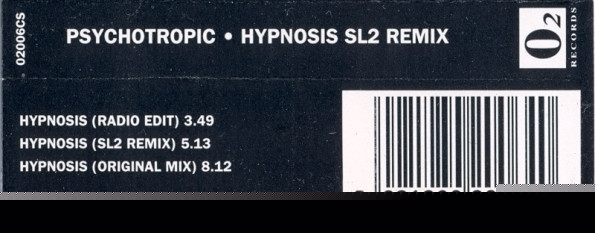 02006CS
PSYCHOTROPIC • HYPNOSIS SL2 REMIX
O2
RECORDS
HYPNOSIS (RADIO EDIT) 3.49
HYPNOSIS (SL2 REMIX) 5.13
HYPNOSIS (ORIGINAL MIX) 8.12